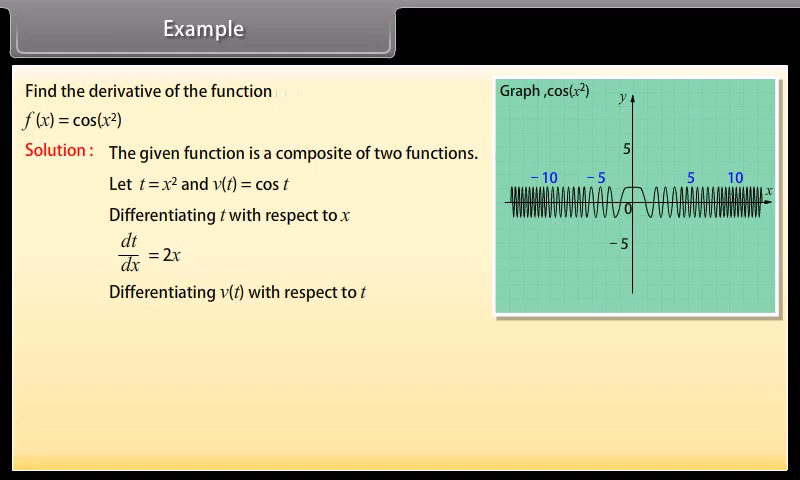 Example
Find the derivative of the function
f (x) = cos(x²)
Solution : The given function is a composite of two functions.
Let t = x² and v(t) = cos t
Differentiating t with respect to x
dt/dx = 2x
Differentiating v(t) with respect to t
Graph ,cos(x²)
y
5
−10 −5 5 10 x
0
−5